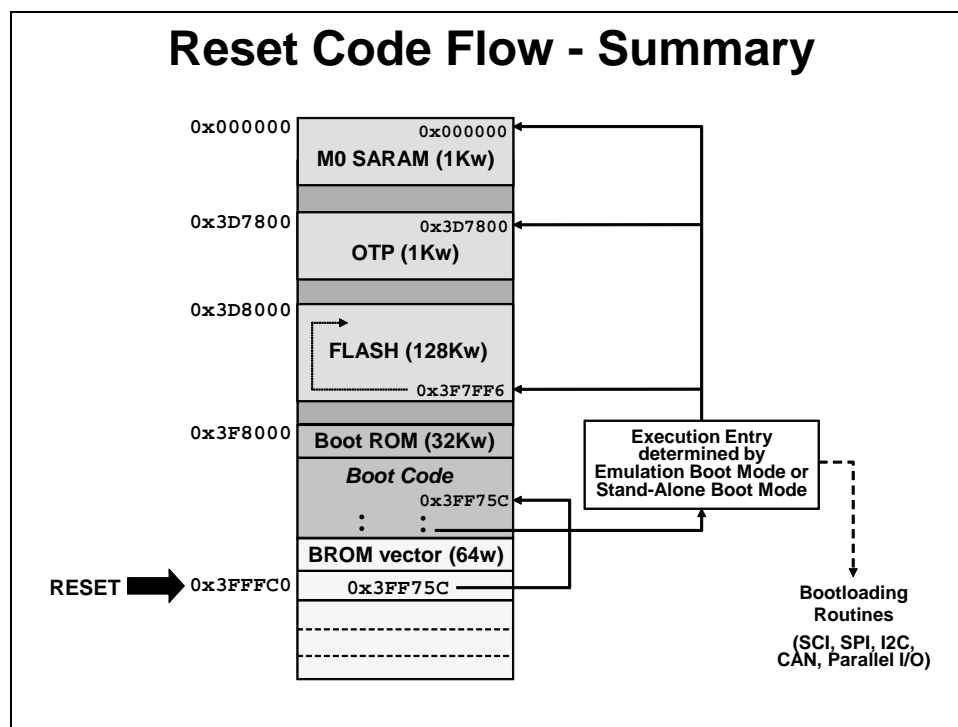 Reset Code Flow - Summary
0x000000
0x000000
M0 SARAM (1Kw)
0x3D7800
0x3D7800
OTP (1Kw)
0x3D8000
FLASH (128Kw)
0x3F7FF6
0x3F8000
Boot ROM (32Kw)
Boot Code
0x3FF75C
: :
BROM vector (64w)
RESET
0x3FFFC0
0x3FF75C
Execution Entry
determined by
Emulation Boot Mode or
Stand-Alone Boot Mode
Bootloading
Routines
(SCI, SPI, I2C,
CAN, Parallel I/O)